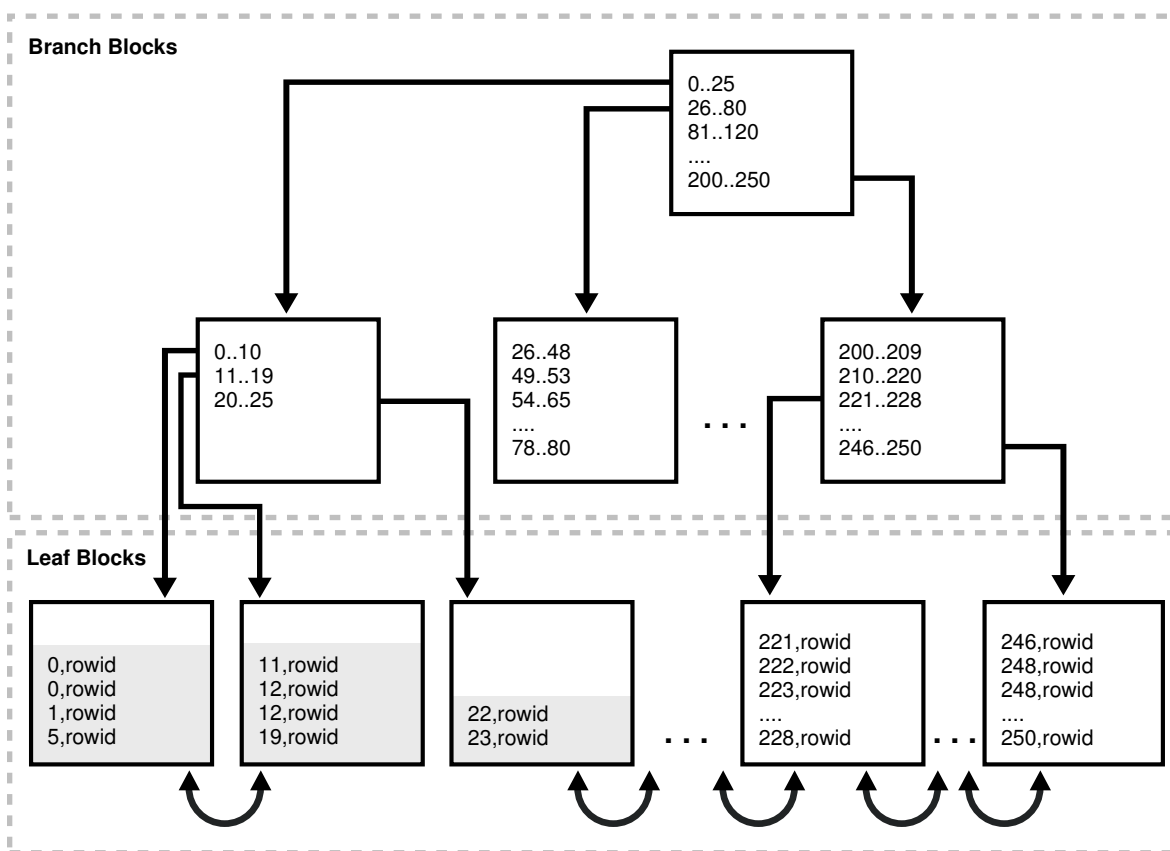 Branch Blocks
0..25
26..80
81..120
....
200..250
0..10
11..19
20..25
26..48
49..53
54..65
....
78..80
. . .
200..209
210..220
221..228
....
246..250
Leaf Blocks
0,rowid
0,rowid
1,rowid
5,rowid
11,rowid
12,rowid
12,rowid
19,rowid
22,rowid
23,rowid
. . .
221,rowid
222,rowid
223,rowid
....
228,rowid
. . .
246,rowid
248,rowid
248,rowid
....
250,rowid